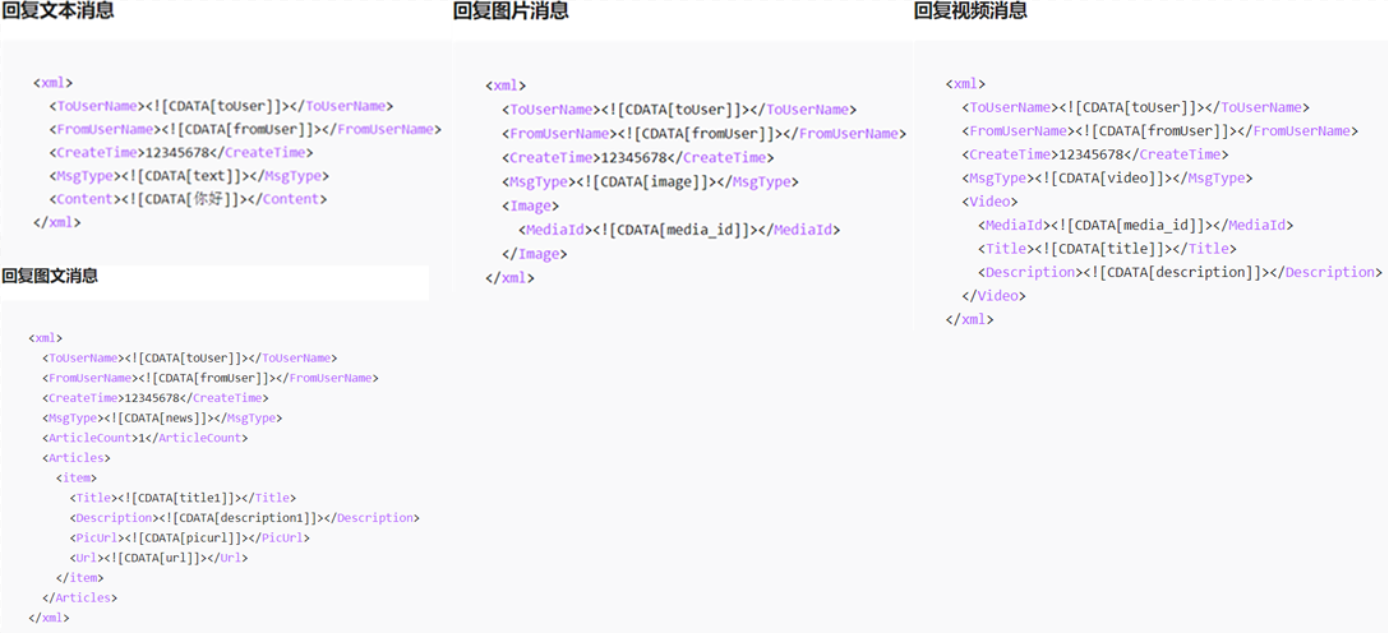 回复文本消息
<xml>
<ToUserName><![CDATA[toUser]]></ToUserName>
<FromUserName><![CDATA[fromUser]]></FromUserName>
<CreateTime>12345678</CreateTime>
<MsgType><![CDATA[text]]></MsgType>
<Content><![CDATA[你好]]></Content>
</xml>
回复图片消息
<xml>
<ToUserName><![CDATA[toUser]]></ToUserName>
<FromUserName><![CDATA[fromUser]]></FromUserName>
<CreateTime>12345678</CreateTime>
<MsgType><![CDATA[image]]></MsgType>
<Image>
<MediaId><![CDATA[media_id]]></MediaId>
</Image>
</xml>
回复视频消息
<xml>
<ToUserName><![CDATA[toUser]]></ToUserName>
<FromUserName><![CDATA[fromUser]]></FromUserName>
<CreateTime>12345678</CreateTime>
<MsgType><![CDATA[video]]></MsgType>
<Video>
<MediaId><![CDATA[media_id]]></MediaId>
<Title><![CDATA[title]]></Title>
<Description><![CDATA[description]]></Description>
</Video>
</xml>
回复图文消息
<xml>
<ToUserName><![CDATA[toUser]]></ToUserName>
<FromUserName><![CDATA[fromUser]]></FromUserName>
<CreateTime>12345678</CreateTime>
<MsgType><![CDATA[news]]></MsgType>
<ArticleCount>1</ArticleCount>
<Articles>
<item>
<Title><![CDATA[title1]]></Title>
<Description><![CDATA[description1]]></Description>
<PicUrl><![CDATA[picurl]]></PicUrl>
<Url><![CDATA[url]]></Url>
</item>
</Articles>
</xml>